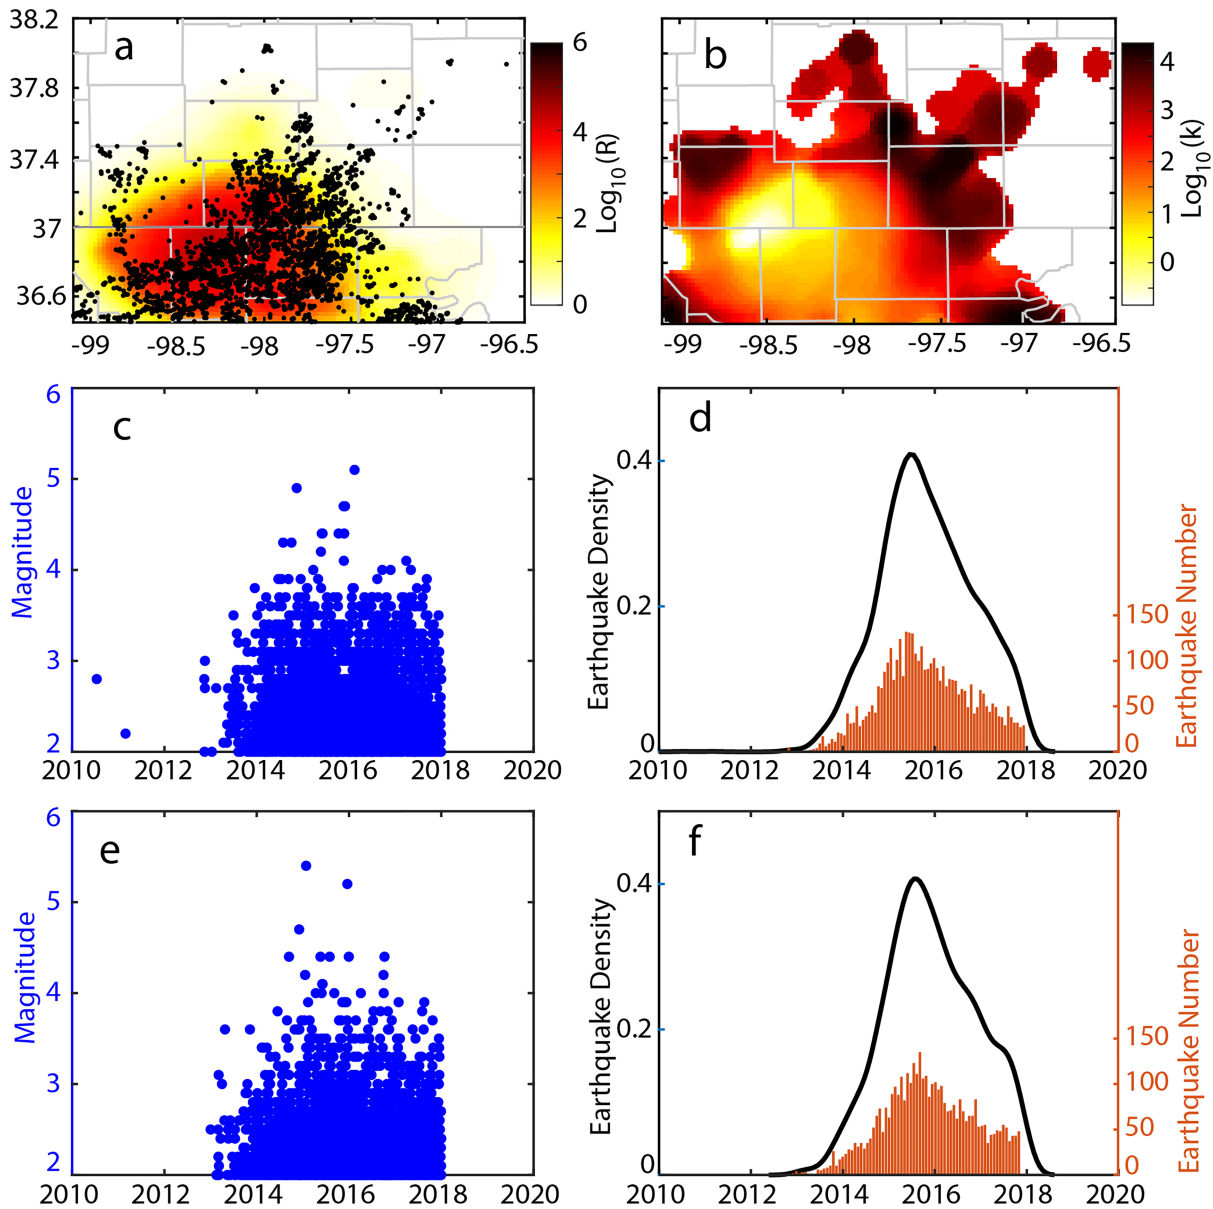 38.2
37.8
37.4
37
36.6
a
-99
-98.5
-98
-97.5
-97
-96.5
6
4
2
0
Log10(R)
b
-99
-98.5
-98
-97.5
-97
-96.5
4
3
2
1
0
Log10(k)
c
6
5
4
3
2
Magnitude
2010 2012 2014 2016 2018 2020
d
0.4
0.2
0
Earthquake Density
2010 2012 2014 2016 2018 2020
150
100
50
0
Earthquake Number
e
6
5
4
3
2
Magnitude
2010 2012 2014 2016 2018 2020
f
0.4
0.2
0
Earthquake Density
2010 2012 2014 2016 2018 2020
150
100
50
0
Earthquake Number